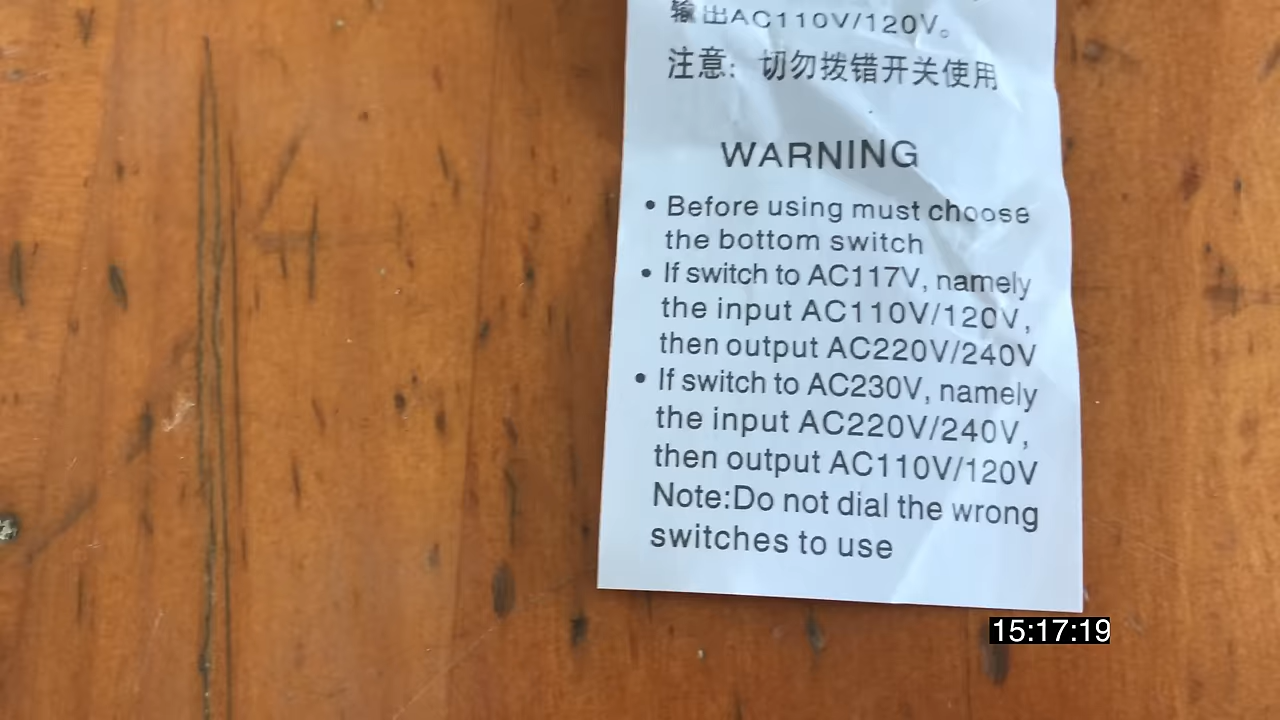 输出AC110V/120V。
注意：切勿拨错开关使用
WARNING
• Before using must choose
the bottom switch
• If switch to AC117V, namely
the input AC110V/120V,
then output AC220V/240V
• If switch to AC230V, namely
the input AC220V/240V,
then output AC110V/120V
Note:Do not dial the wrong
switches to use
15:17:19